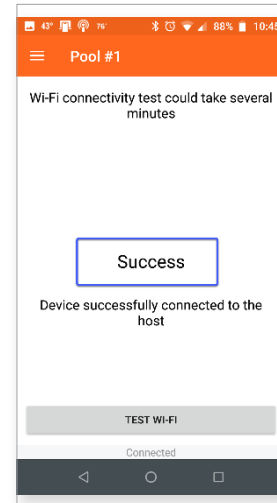 43° 76° 88% 10:45
Pool #1
Wi-Fi connectivity test could take several
minutes
Success
Device successfully connected to the
host
TEST WI-FI
Connected